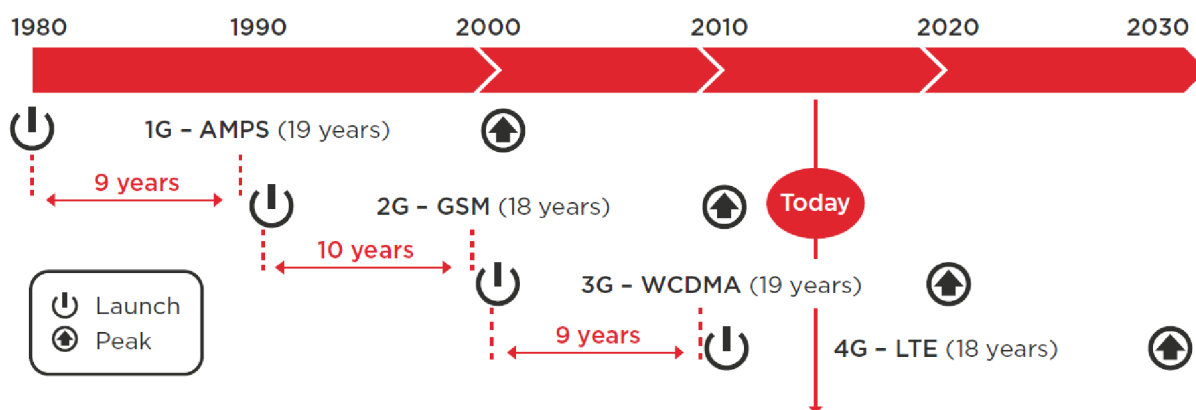 1980 1990 2000 2010 2020 2030
1G – AMPS (19 years)
9 years
2G – GSM (18 years)
Today
10 years
3G – WCDMA (19 years)
Launch
Peak
9 years
4G – LTE (18 years)